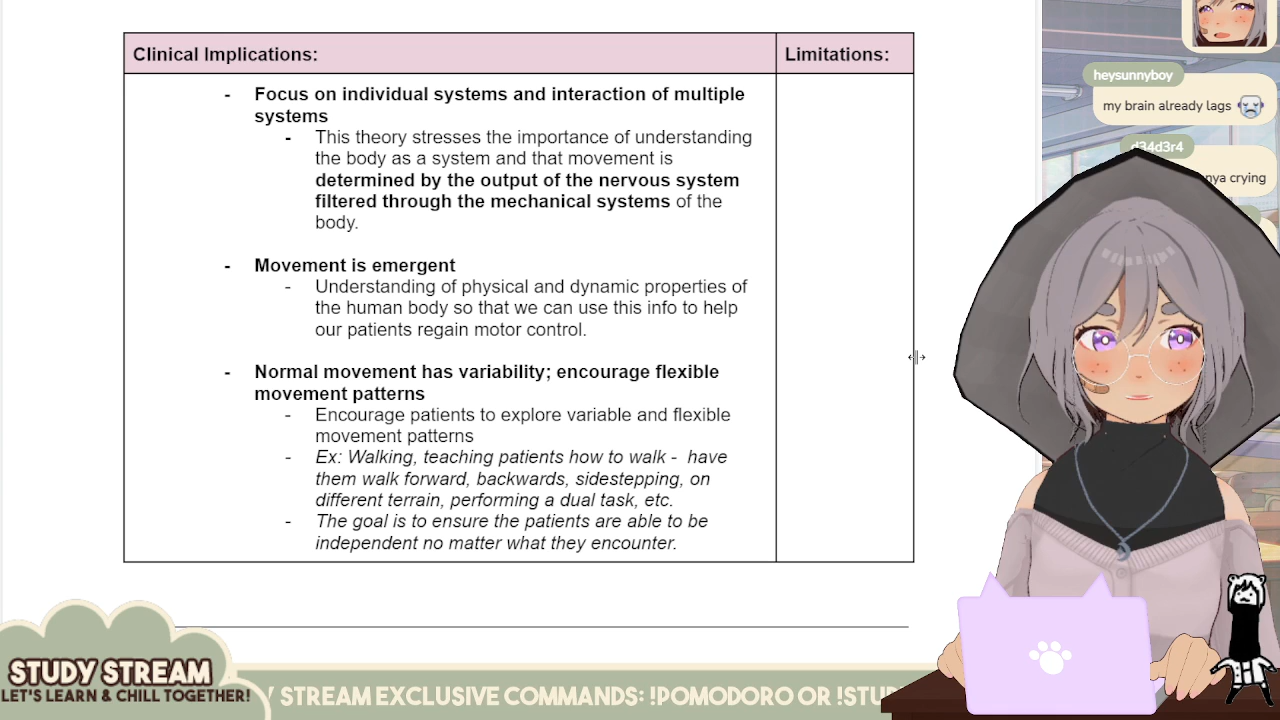 Clinical Implications:
Limitations:
- Focus on individual systems and interaction of multiple
systems
- This theory stresses the importance of understanding
the body as a system and that movement is
determined by the output of the nervous system
filtered through the mechanical systems of the
body.
- Movement is emergent
- Understanding of physical and dynamic properties of
the human body so that we can use this info to help
our patients regain motor control.
- Normal movement has variability; encourage flexible
movement patterns
- Encourage patients to explore variable and flexible
movement patterns
- Ex: Walking, teaching patients how to walk - have
them walk forward, backwards, sidestepping, on
different terrain, performing a dual task, etc.
- The goal is to ensure the patients are able to be
independent no matter what they encounter.
heysunnyboy
my brain already lags
d34d3r4
crying
STUDY STREAM
LET'S LEARN & CHILL TOGETHER!
STREAM EXCLUSIVE COMMANDS: !POMODORO OR